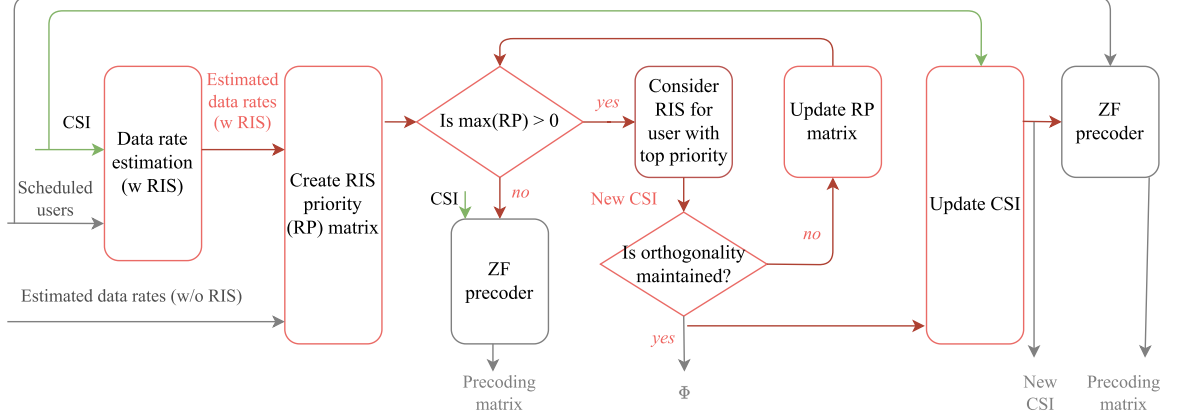 CSI
Scheduled
users
Estimated data rates (w/o RIS)
Data rate
estimation
(w RIS)
Estimated
data rates
(w RIS)
Create RIS
priority
(RP) matrix
Is max(RP) > 0
yes
no
CSI
ZF
precoder
Precoding
matrix
Consider
RIS for
user with
top priority
New CSI
Is orthogonality
maintained?
no
yes
Φ
Update RP
matrix
Update CSI
New
CSI
ZF
precoder
Precoding
matrix